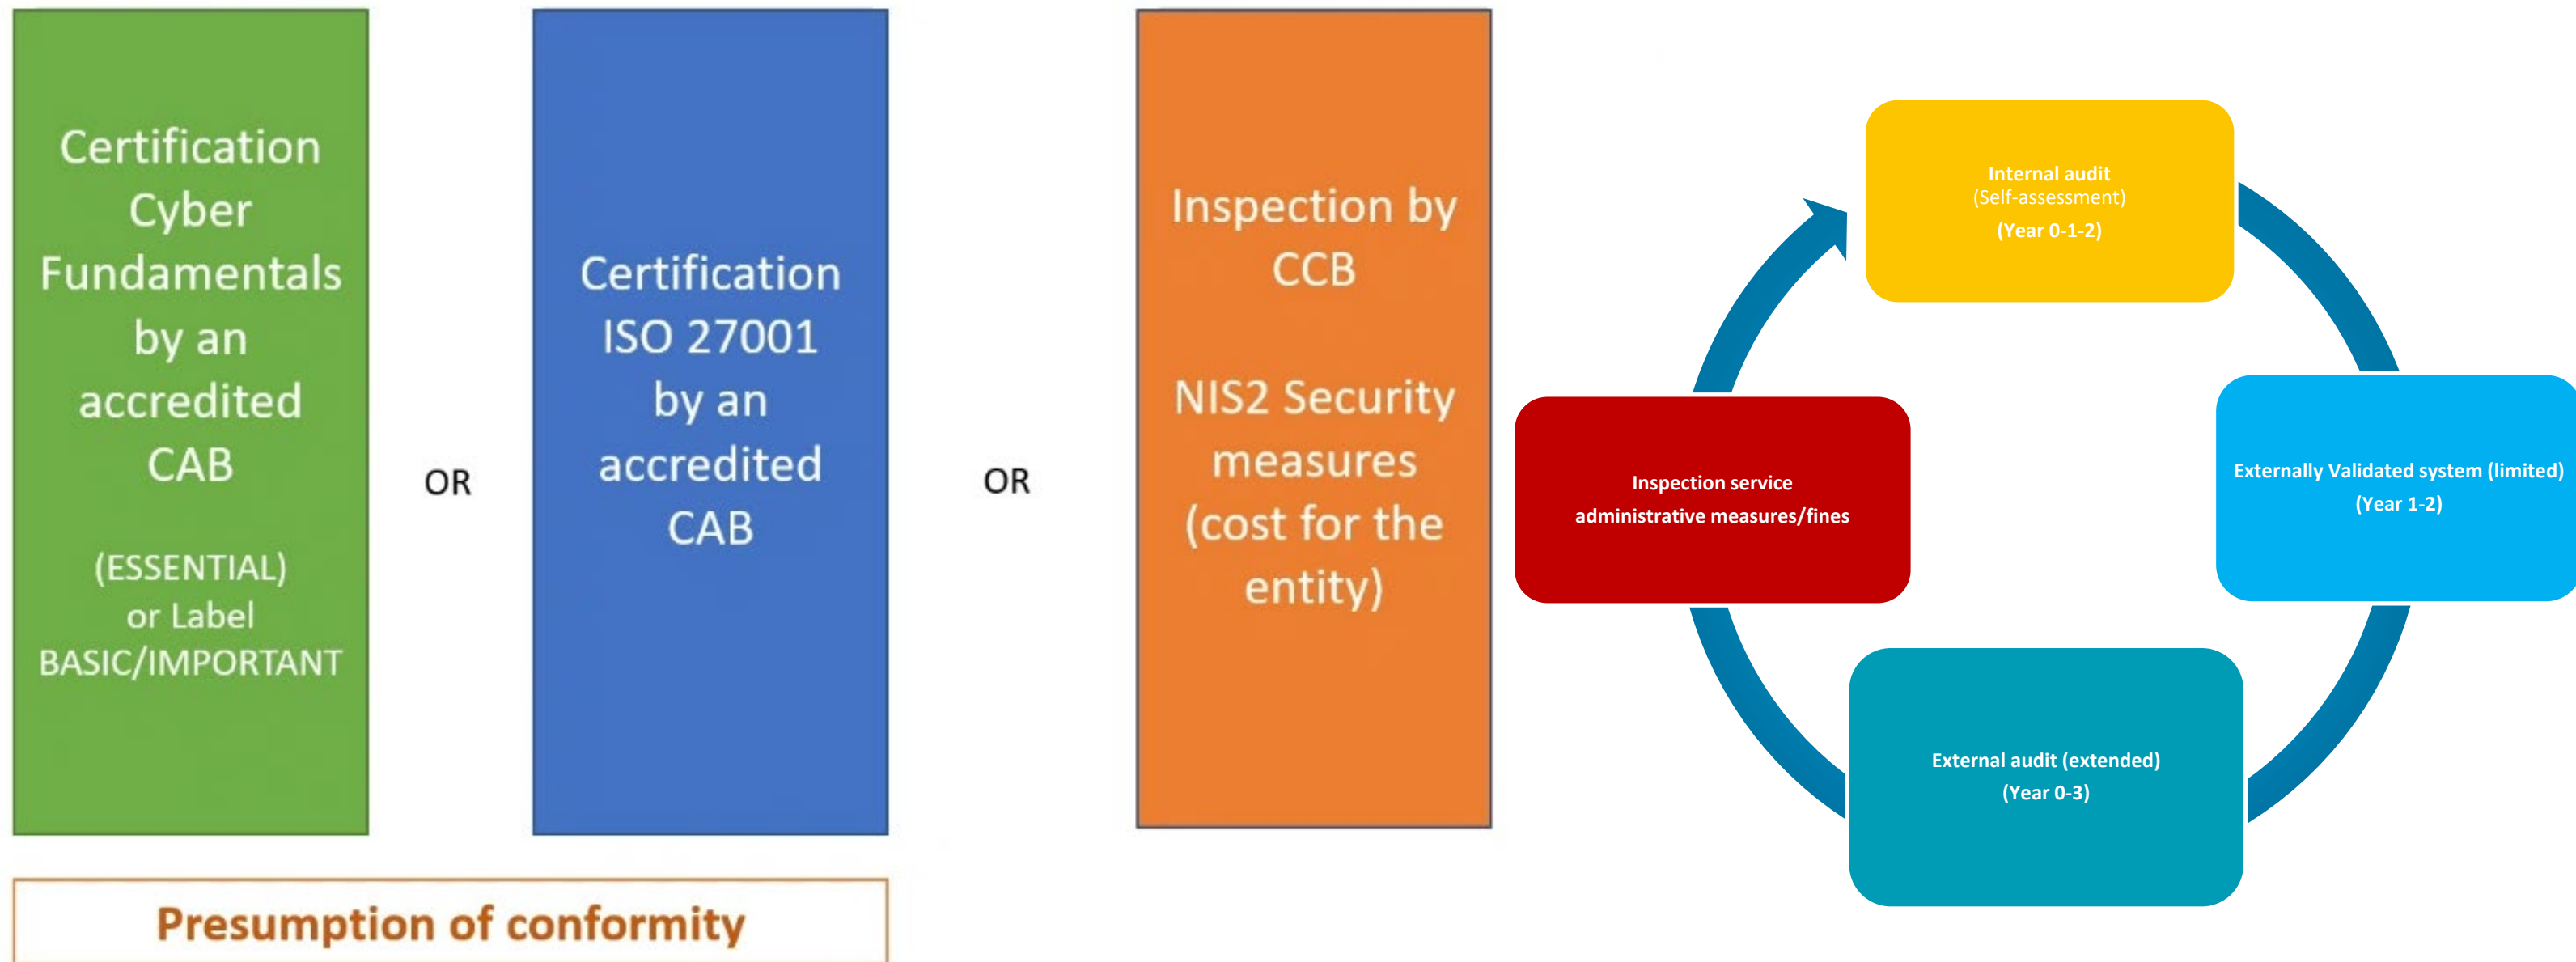 Certification
Cyber
Fundamentals
by an
accredited
CAB
(ESSENTIAL)
or Label
BASIC/IMPORTANT
OR
Certification
ISO 27001
by an
accredited
CAB
OR
Inspection by
CCB
NIS2 Security
measures
(cost for the
entity)
Presumption of conformity
Internal audit
(Self-assessment)
(Year 0-1-2)
Externally Validated system (limited)
(Year 1-2)
External audit (extended)
(Year 0-3)
Inspection service
administrative measures/fines